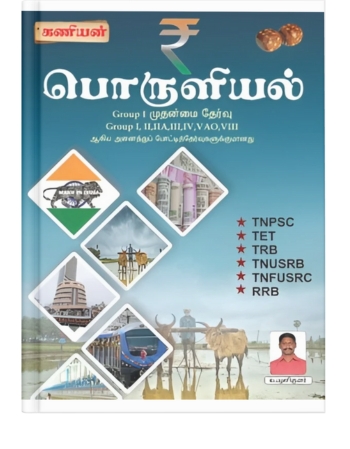 கணியன்
₹
பொருளியல்
Group I முதன்மை தேர்வு
Group I, II,IIA,III,IV,VAO,VIII
ஆகிய அனைத்துப் போட்டித்தேர்வுகளுக்குமானது
MAKE IN INDIA
TNPSC
TET
TRB
TNUSRB
TNFUSRC
RRB